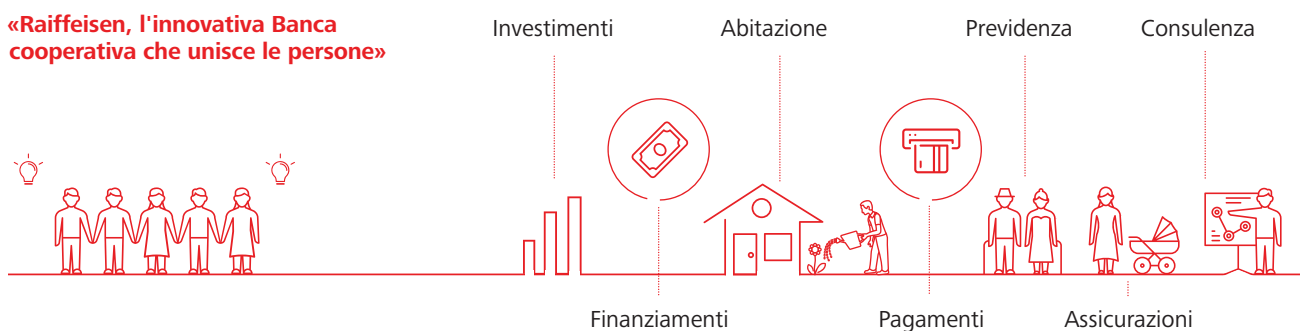 «Raiffeisen, l'innovativa Banca
cooperativa che unisce le persone»
Investimenti
Abitazione
Previdenza
Consulenza
Finanziamenti
Pagamenti
Assicurazioni